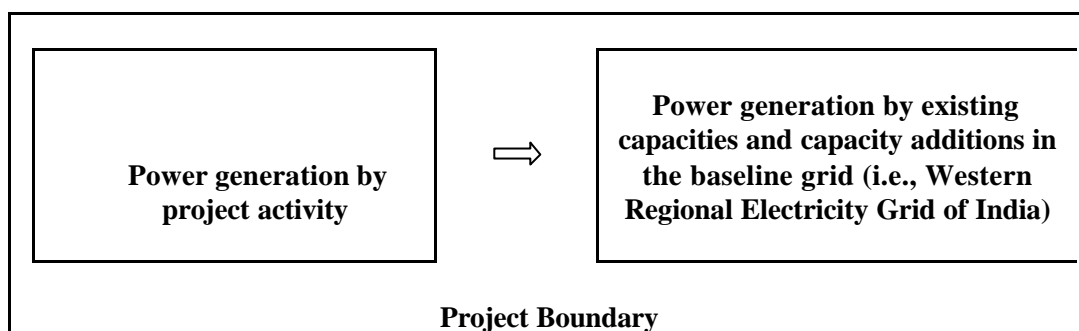 Power generation by
project activity
Power generation by existing
capacities and capacity additions in
the baseline grid (i.e., Western
Regional Electricity Grid of India)
Project Boundary